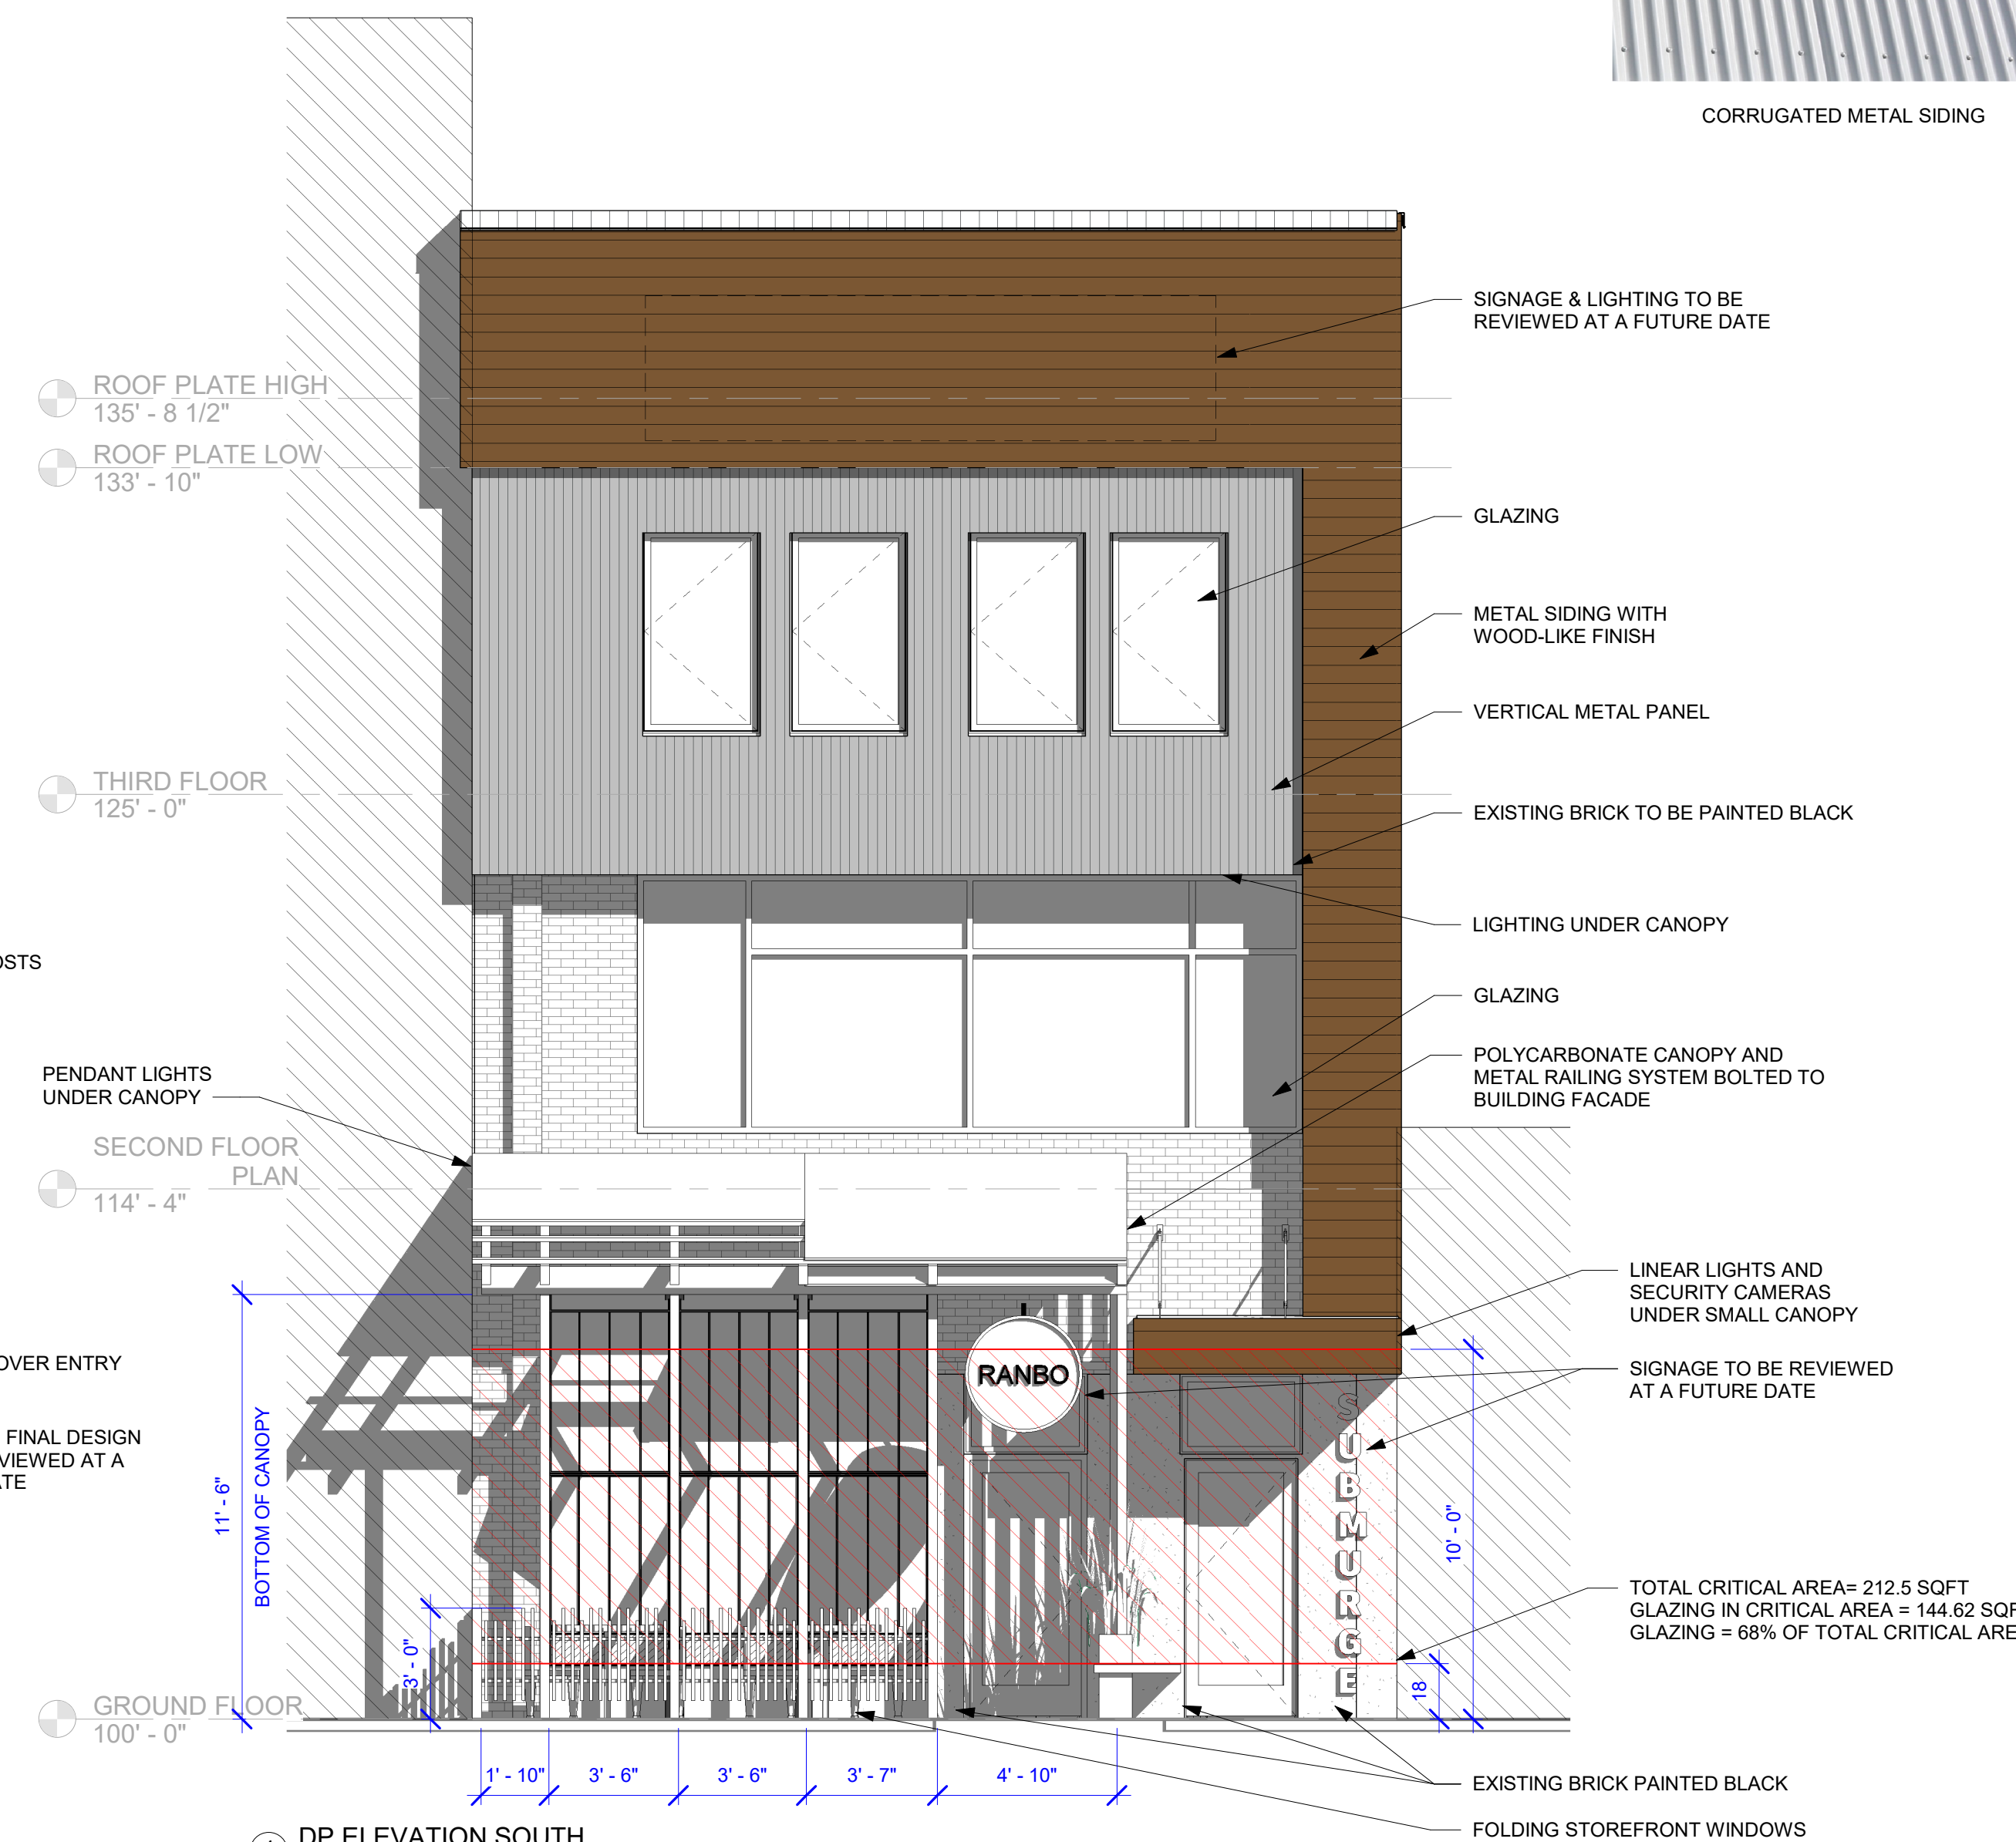 CORRUGATED METAL SIDING
SIGNAGE & LIGHTING TO BE
REVIEWED AT A FUTURE DATE
ROOF PLATE HIGH
135' - 8 1/2"
ROOF PLATE LOW
133' - 10"
GLAZING
METAL SIDING WITH
WOOD-LIKE FINISH
VERTICAL METAL PANEL
THIRD FLOOR
125' - 0"
EXISTING BRICK TO BE PAINTED BLACK
LIGHTING UNDER CANOPY
OSTS
GLAZING
POLYCARBONATE CANOPY AND
METAL RAILING SYSTEM BOLTED TO
BUILDING FACADE
PENDANT LIGHTS
UNDER CANOPY
SECOND FLOOR
PLAN
114' - 4"
LINEAR LIGHTS AND
SECURITY CAMERAS
UNDER SMALL CANOPY
OVER ENTRY
RANBO
SIGNAGE TO BE REVIEWED
AT A FUTURE DATE
SUBMURGE
FINAL DESIGN
VIEWED AT A
ATE
11' - 6"
BOTTOM OF CANOPY
3' - 0"
10' - 0"
18
TOTAL CRITICAL AREA= 212.5 SQFT
GLAZING IN CRITICAL AREA = 144.62 SQF
GLAZING = 68% OF TOTAL CRITICAL ARE
GROUND FLOOR
100' - 0"
1' - 10"
3' - 6"
3' - 6"
3' - 7"
4' - 10"
EXISTING BRICK PAINTED BLACK
FOLDING STOREFRONT WINDOWS
DP ELEVATION SOUTH